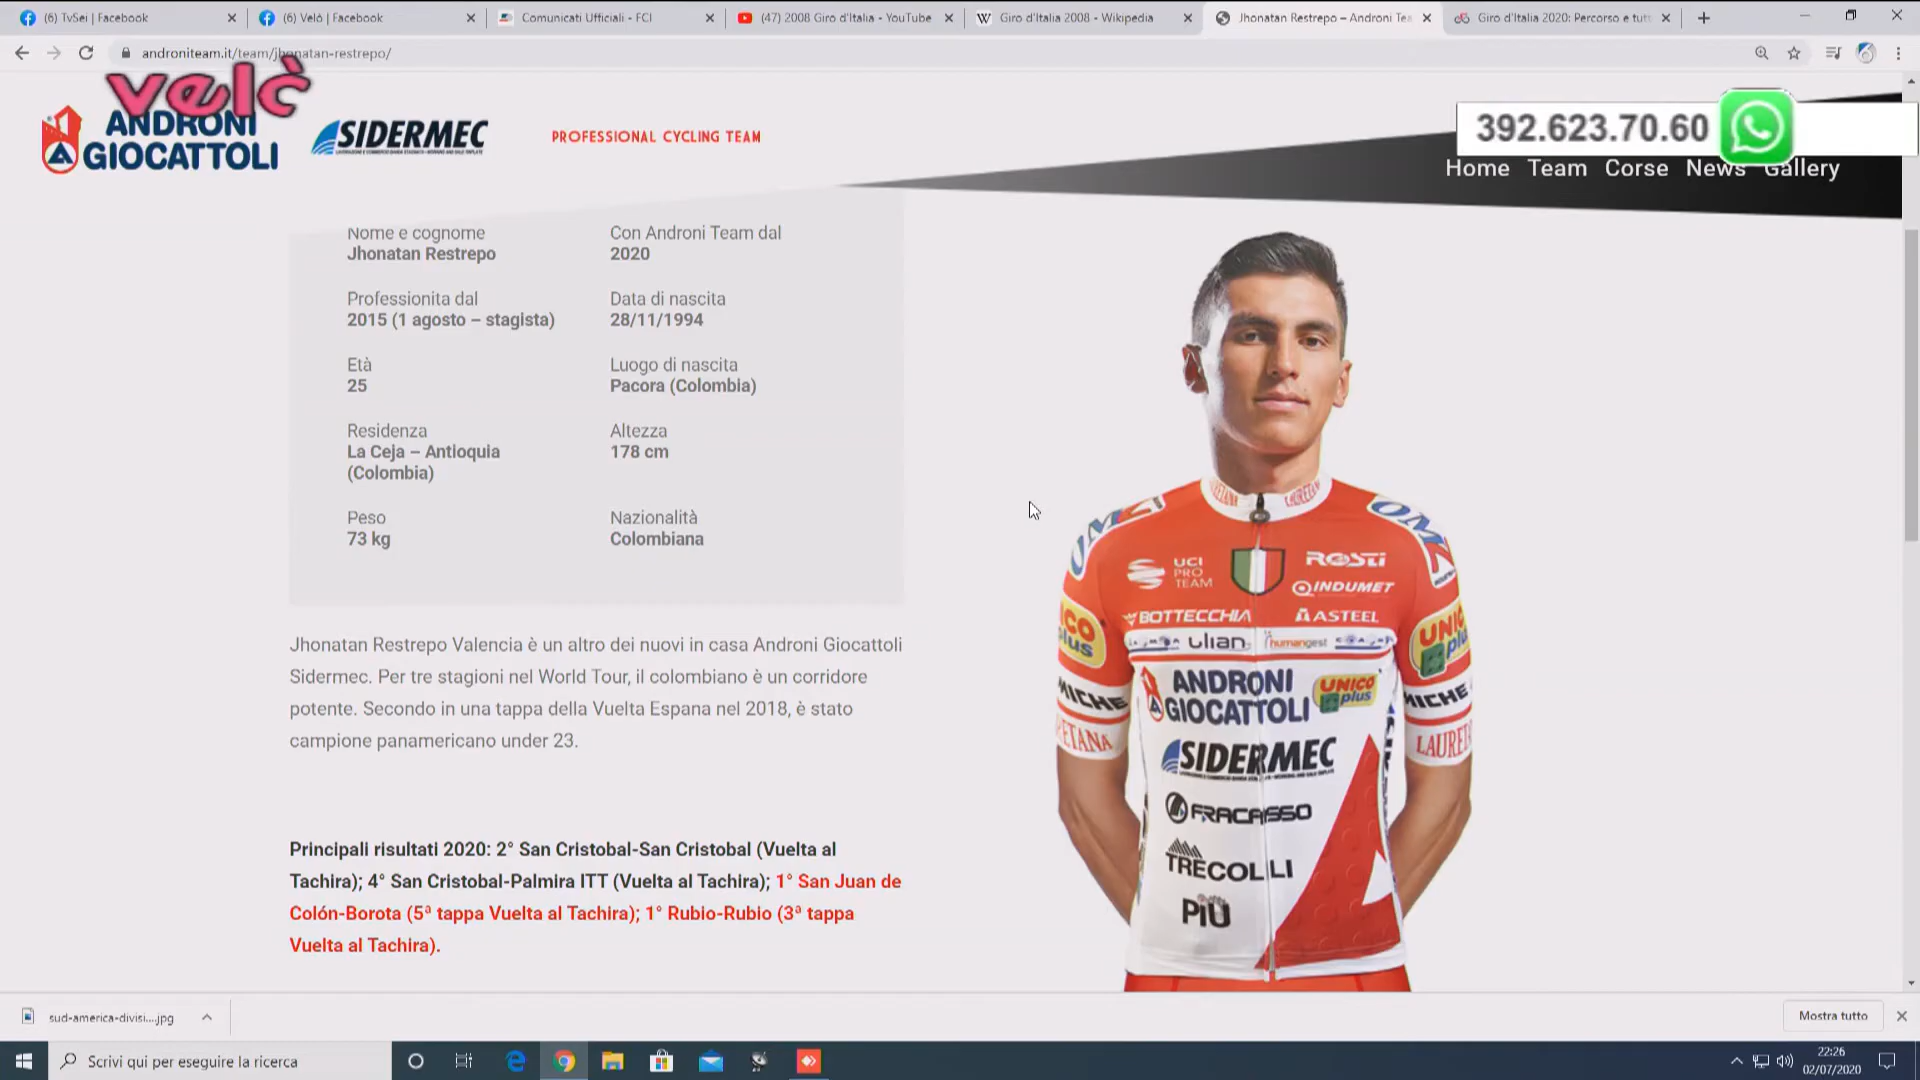 (6) TvSei | Facebook
(6) Velò | Facebook
Comunicati Ufficiali - FCI
(47) 2008 Giro d'Italia - YouTube
Giro d'Italia 2008 - Wikipedia
Jhonatan Restrepo – Androni Te
Giro d'Italia 2020: Percorso e tut
androniteam.it/team/jhonatan-restrepo/
velò
ANDRONI
GIOCATTOLI
SIDERMEC
PROFESSIONAL CYCLING TEAM
392.623.70.60
Home Team Corse News Gallery
Nome e cognome
Jhonatan Restrepo
Con Androni Team dal
2020
Professionita dal
2015 (1 agosto – stagista)
Data di nascita
28/11/1994
Età
25
Luogo di nascita
Pacora (Colombia)
Residenza
La Ceja – Antioquia
(Colombia)
Altezza
178 cm
Peso
73 kg
Nazionalità
Colombiana
Jhonatan Restrepo Valencia è un altro dei nuovi in casa Androni Giocattoli
Sidermec. Per tre stagioni nel World Tour, il colombiano è un corridore
potente. Secondo in una tappa della Vuelta Espana nel 2018, è stato
campione panamericano under 23.
Principali risultati 2020: 2° San Cristobal-San Cristobal (Vuelta al
Tachira); 4° San Cristobal-Palmira ITT (Vuelta al Tachira); 1° San Juan de
Colón-Borota (5ª tappa Vuelta al Tachira); 1° Rubio-Rubio (3ª tappa
Vuelta al Tachira).
UCI
PRO
TEAM
ROSTI
INDUMET
BOTTECCHIA
ASTEEL
ulian
humangest
UNICO
plus
MICHE
MICHE
ANDRONI
GIOCATTOLI
UNICO
plus
SIDERMEC
FRACASSO
TRECOLLI
PIÙ
sud-america-divisi....jpg
Mostra tutto
Scrivi qui per eseguire la ricerca
22:26
02/07/2020